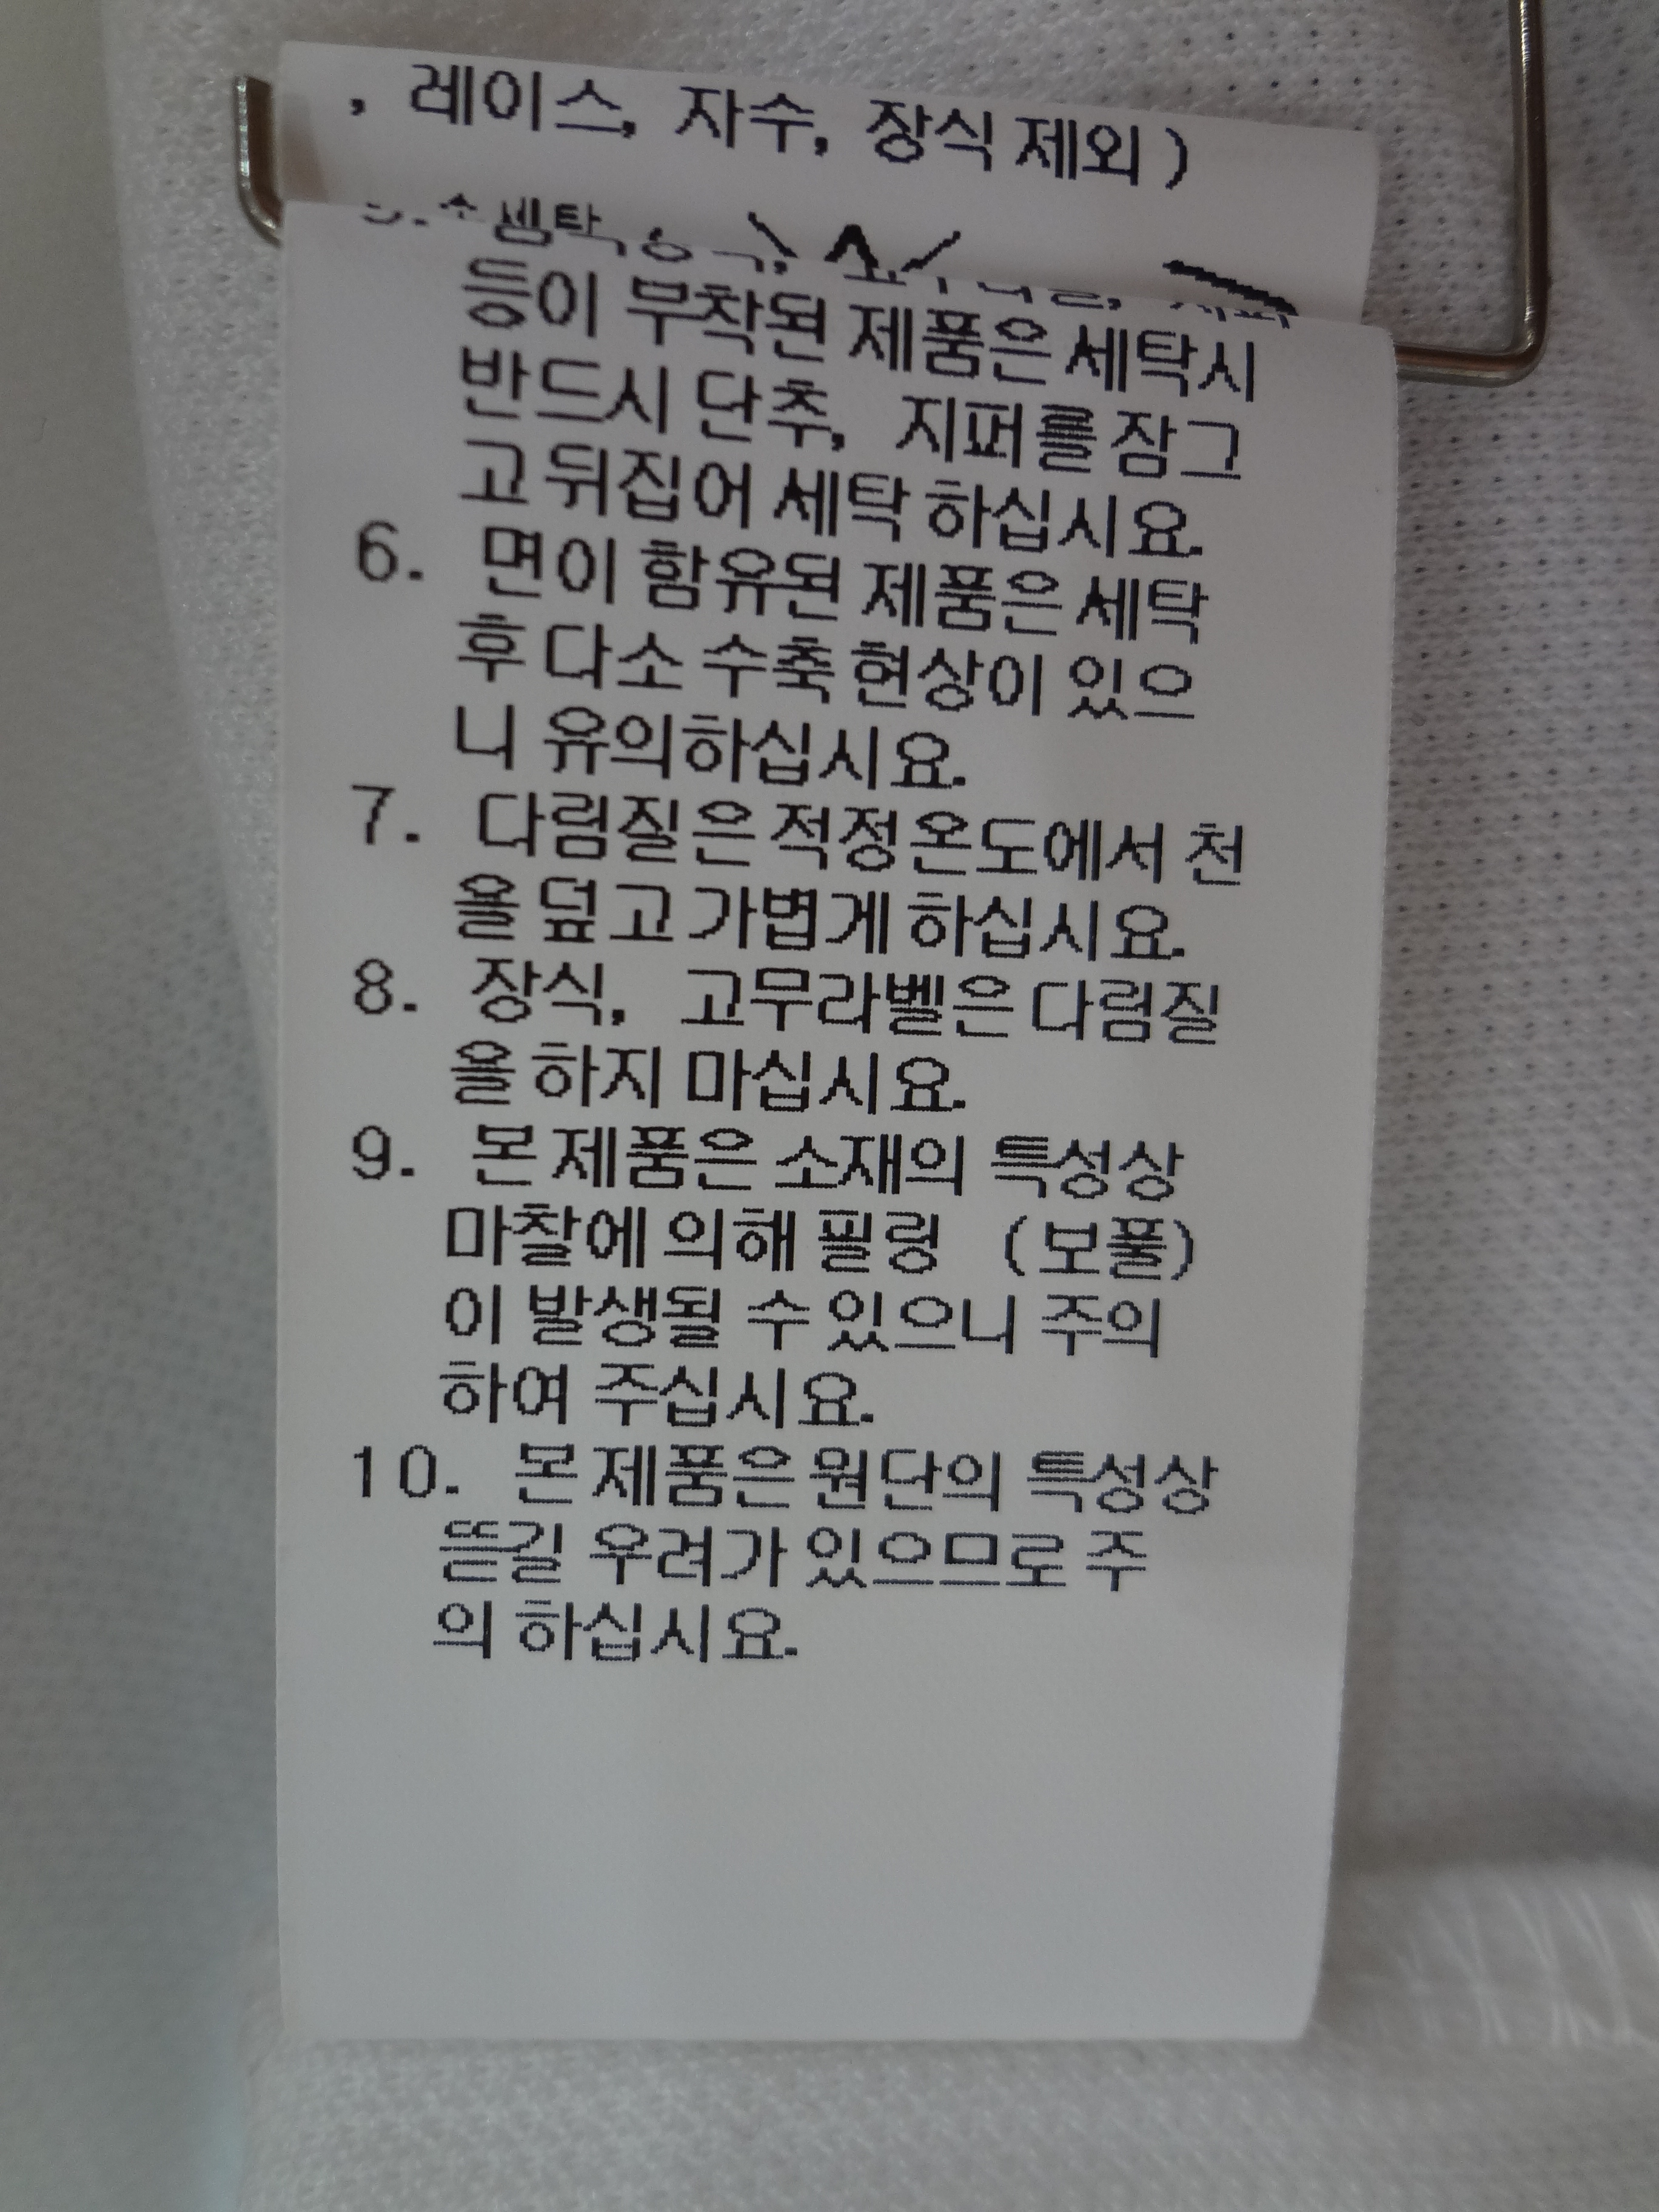 , 레이스, 자수, 장식 제외 )
등이 부착된 제품은 세탁시
반드시 단추, 지퍼를 잠그
고 뒤집어 세탁 하십시요.
6. 면이 함유된 제품은 세탁
후 다소 수축 현상이 있으
니 유의하십시요.
7. 다림질은 적정온도에서 천
을 덮고 가볍게 하십시요.
8. 장식, 고무라벨은 다림질
을 하지 마십시요.
9. 본 제품은 소재의 특성상
마찰에 의해 필링 (보풀)
이 발생될 수 있으니 주의
하여 주십시요.
10. 본 제품은 원단의 특성상
뜯길 우려가 있으므로 주
의 하십시요.